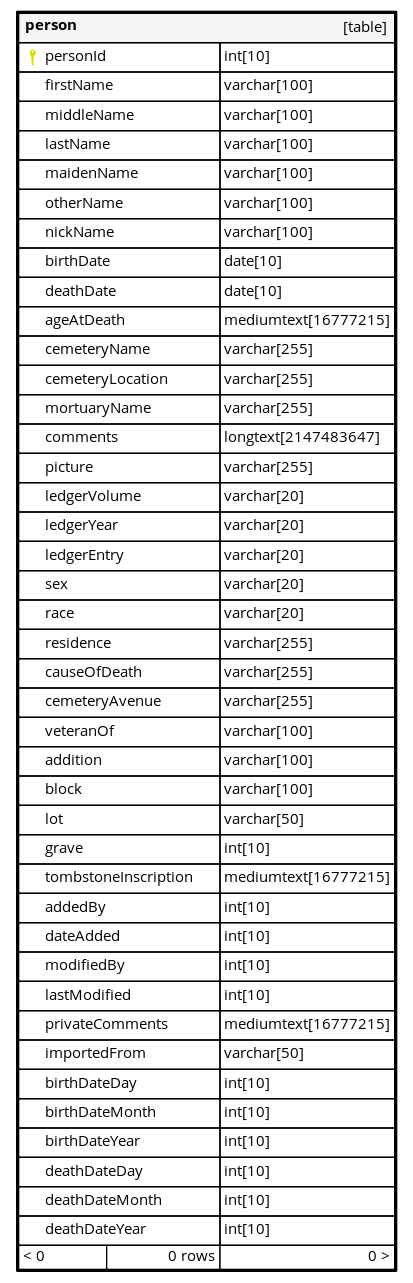 person [table]
personId int[10]
firstName varchar[100]
middleName varchar[100]
lastName varchar[100]
maidenName varchar[100]
otherName varchar[100]
nickName varchar[100]
birthDate date[10]
deathDate date[10]
ageAtDeath mediumtext[16777215]
cemeteryName varchar[255]
cemeteryLocation varchar[255]
mortuaryName varchar[255]
comments longtext[2147483647]
picture varchar[255]
ledgerVolume varchar[20]
ledgerYear varchar[20]
ledgerEntry varchar[20]
sex varchar[20]
race varchar[20]
residence varchar[255]
causeOfDeath varchar[255]
cemeteryAvenue varchar[255]
veteranOf varchar[100]
addition varchar[100]
block varchar[100]
lot varchar[50]
grave int[10]
tombstoneInscription mediumtext[16777215]
addedBy int[10]
dateAdded int[10]
modifiedBy int[10]
lastModified int[10]
privateComments mediumtext[16777215]
importedFrom varchar[50]
birthDateDay int[10]
birthDateMonth int[10]
birthDateYear int[10]
deathDateDay int[10]
deathDateMonth int[10]
deathDateYear int[10]
< 0 0 rows 0 >